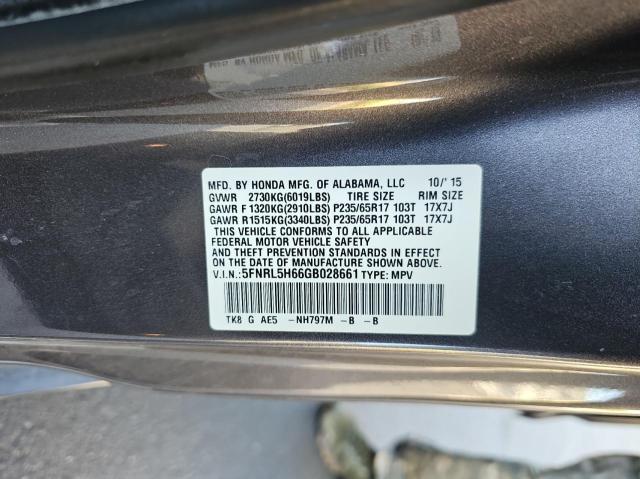 MFD. BY HONDA MFG. OF ALABAMA, LLC 10/'15
GVWR 2730KG(6019LBS) TIRE SIZE RIM SIZE
GAWR F 1320KG(2910LBS) P235/65R17 103T 17X7J
GAWR R 1515KG(3340LBS) P235/65R17 103T 17X7J
THIS VEHICLE CONFORMS TO ALL APPLICABLE
FEDERAL MOTOR VEHICLE SAFETY
AND THEFT PREVENTION STANDARDS IN EFFECT
ON THE DATE OF MANUFACTURE SHOWN ABOVE.
V.I.N: 5FNRL5H66GB028661 TYPE: MPV
TK8 G AE5 -NH797M -B -B